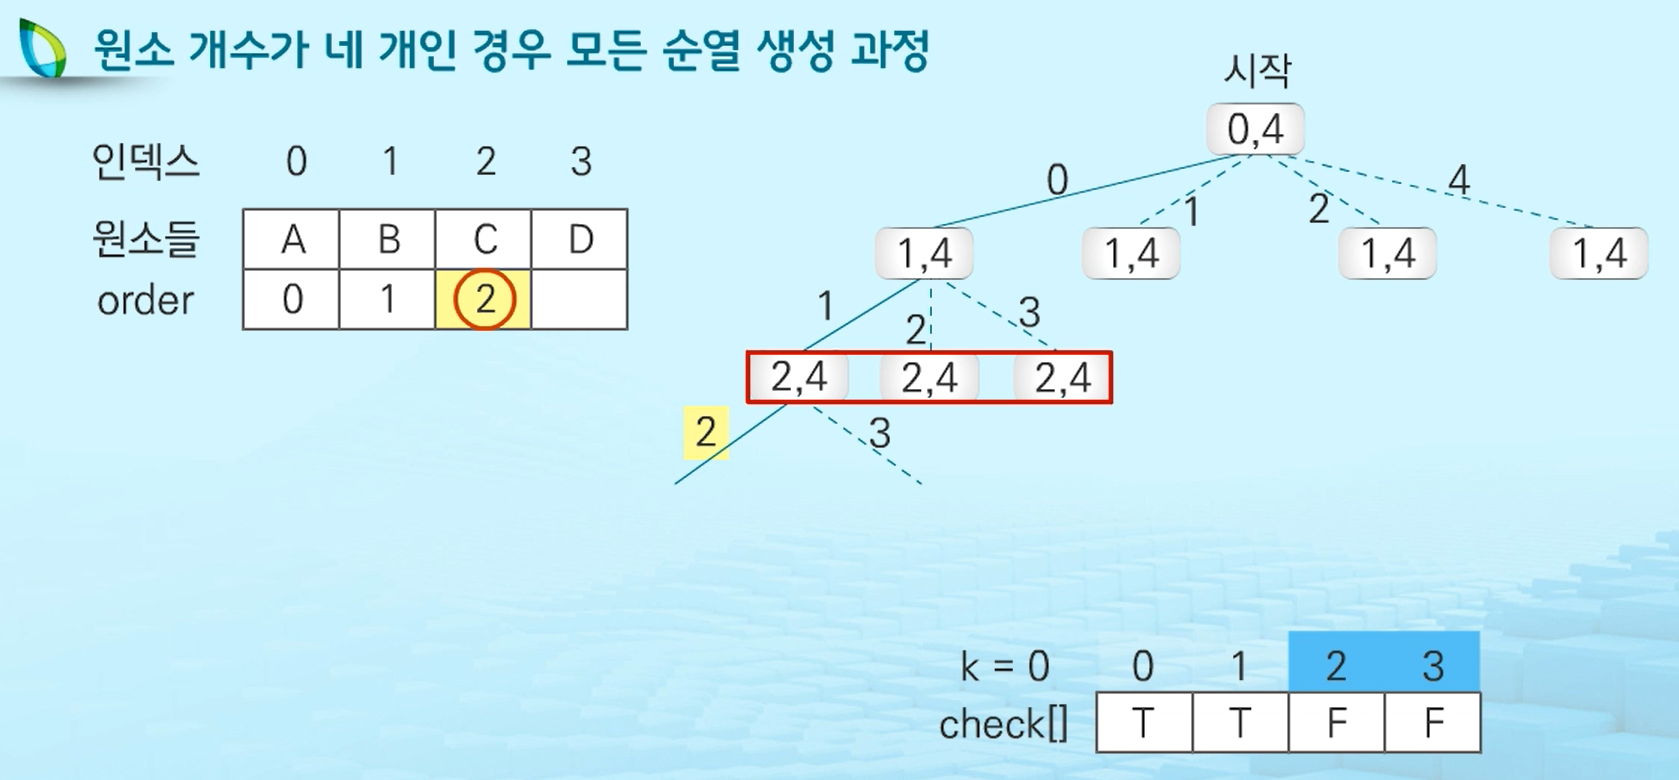 원소 개수가 네 개인 경우 모든 순열 생성 과정
시작
0,4
인덱스 0 1 2 3
0 1 2 4
원소들 A B C D
1,4 1,4 1,4 1,4
order 0 1 2
1 2 3
2,4 2,4 2,4
2 3
k = 0 0 1 2 3
check[] T T F F